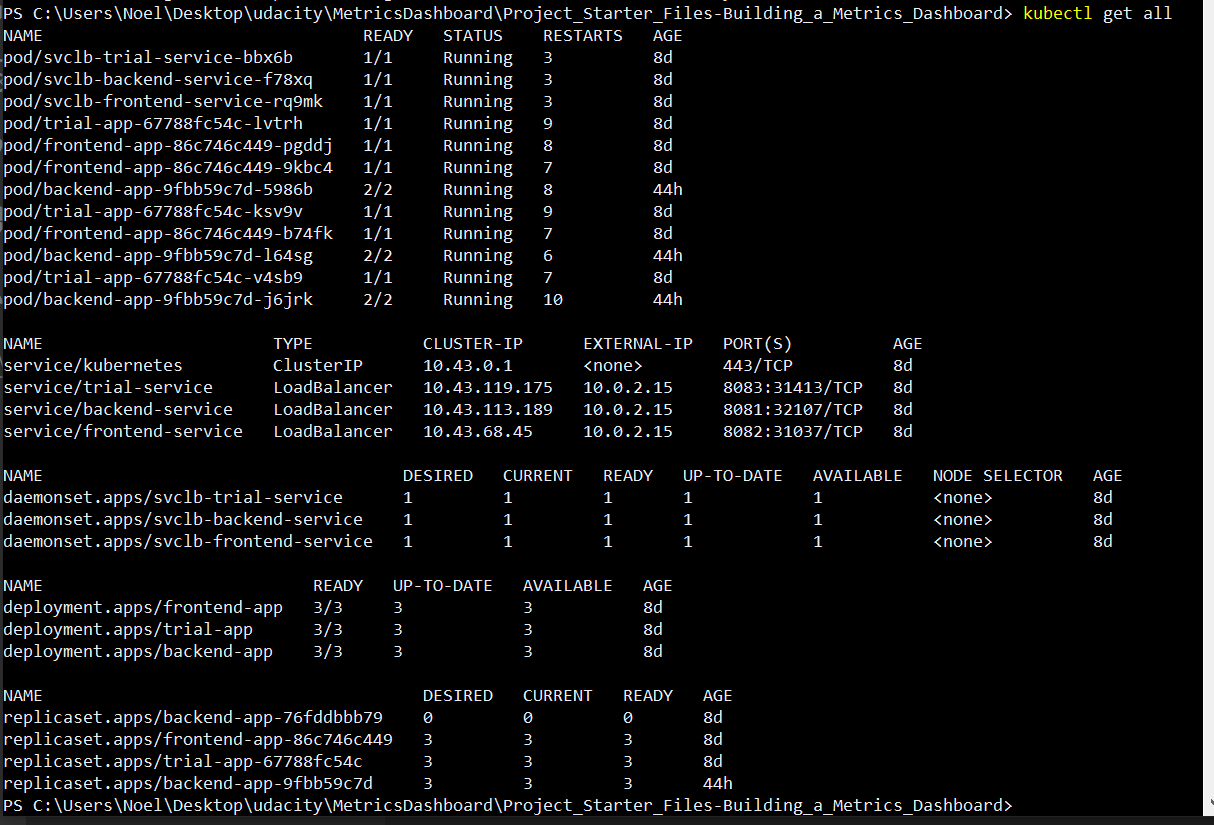 PS C:\Users\Noel\Desktop\udacity\MetricsDashboard\Project_Starter_Files-Building_a_Metrics_Dashboard> kubectl get all
NAME READY STATUS RESTARTS AGE
pod/svclb-trial-service-bbx6b 1/1 Running 3 8d
pod/svclb-backend-service-f78xq 1/1 Running 3 8d
pod/svclb-frontend-service-rq9mk 1/1 Running 3 8d
pod/trial-app-67788fc54c-lvtrh 1/1 Running 9 8d
pod/frontend-app-86c746c449-pgddj 1/1 Running 8 8d
pod/frontend-app-86c746c449-9kbc4 1/1 Running 7 8d
pod/backend-app-9fbb59c7d-5986b 2/2 Running 8 44h
pod/trial-app-67788fc54c-ksv9v 1/1 Running 9 8d
pod/frontend-app-86c746c449-b74fk 1/1 Running 7 8d
pod/backend-app-9fbb59c7d-l64sg 2/2 Running 6 44h
pod/trial-app-67788fc54c-v4sb9 1/1 Running 7 8d
pod/backend-app-9fbb59c7d-j6jrk 2/2 Running 10 44h
NAME TYPE CLUSTER-IP EXTERNAL-IP PORT(S) AGE
service/kubernetes ClusterIP 10.43.0.1 <none> 443/TCP 8d
service/trial-service LoadBalancer 10.43.119.175 10.0.2.15 8083:31413/TCP 8d
service/backend-service LoadBalancer 10.43.113.189 10.0.2.15 8081:32107/TCP 8d
service/frontend-service LoadBalancer 10.43.68.45 10.0.2.15 8082:31037/TCP 8d
NAME DESIRED CURRENT READY UP-TO-DATE AVAILABLE NODE SELECTOR AGE
daemonset.apps/svclb-trial-service 1 1 1 1 1 <none> 8d
daemonset.apps/svclb-backend-service 1 1 1 1 1 <none> 8d
daemonset.apps/svclb-frontend-service 1 1 1 1 1 <none> 8d
NAME READY UP-TO-DATE AVAILABLE AGE
deployment.apps/frontend-app 3/3 3 3 8d
deployment.apps/trial-app 3/3 3 3 8d
deployment.apps/backend-app 3/3 3 3 8d
NAME DESIRED CURRENT READY AGE
replicaset.apps/backend-app-76fddbbb79 0 0 0 8d
replicaset.apps/frontend-app-86c746c449 3 3 3 8d
replicaset.apps/trial-app-67788fc54c 3 3 3 8d
replicaset.apps/backend-app-9fbb59c7d 3 3 3 44h
PS C:\Users\Noel\Desktop\udacity\MetricsDashboard\Project_Starter_Files-Building_a_Metrics_Dashboard>